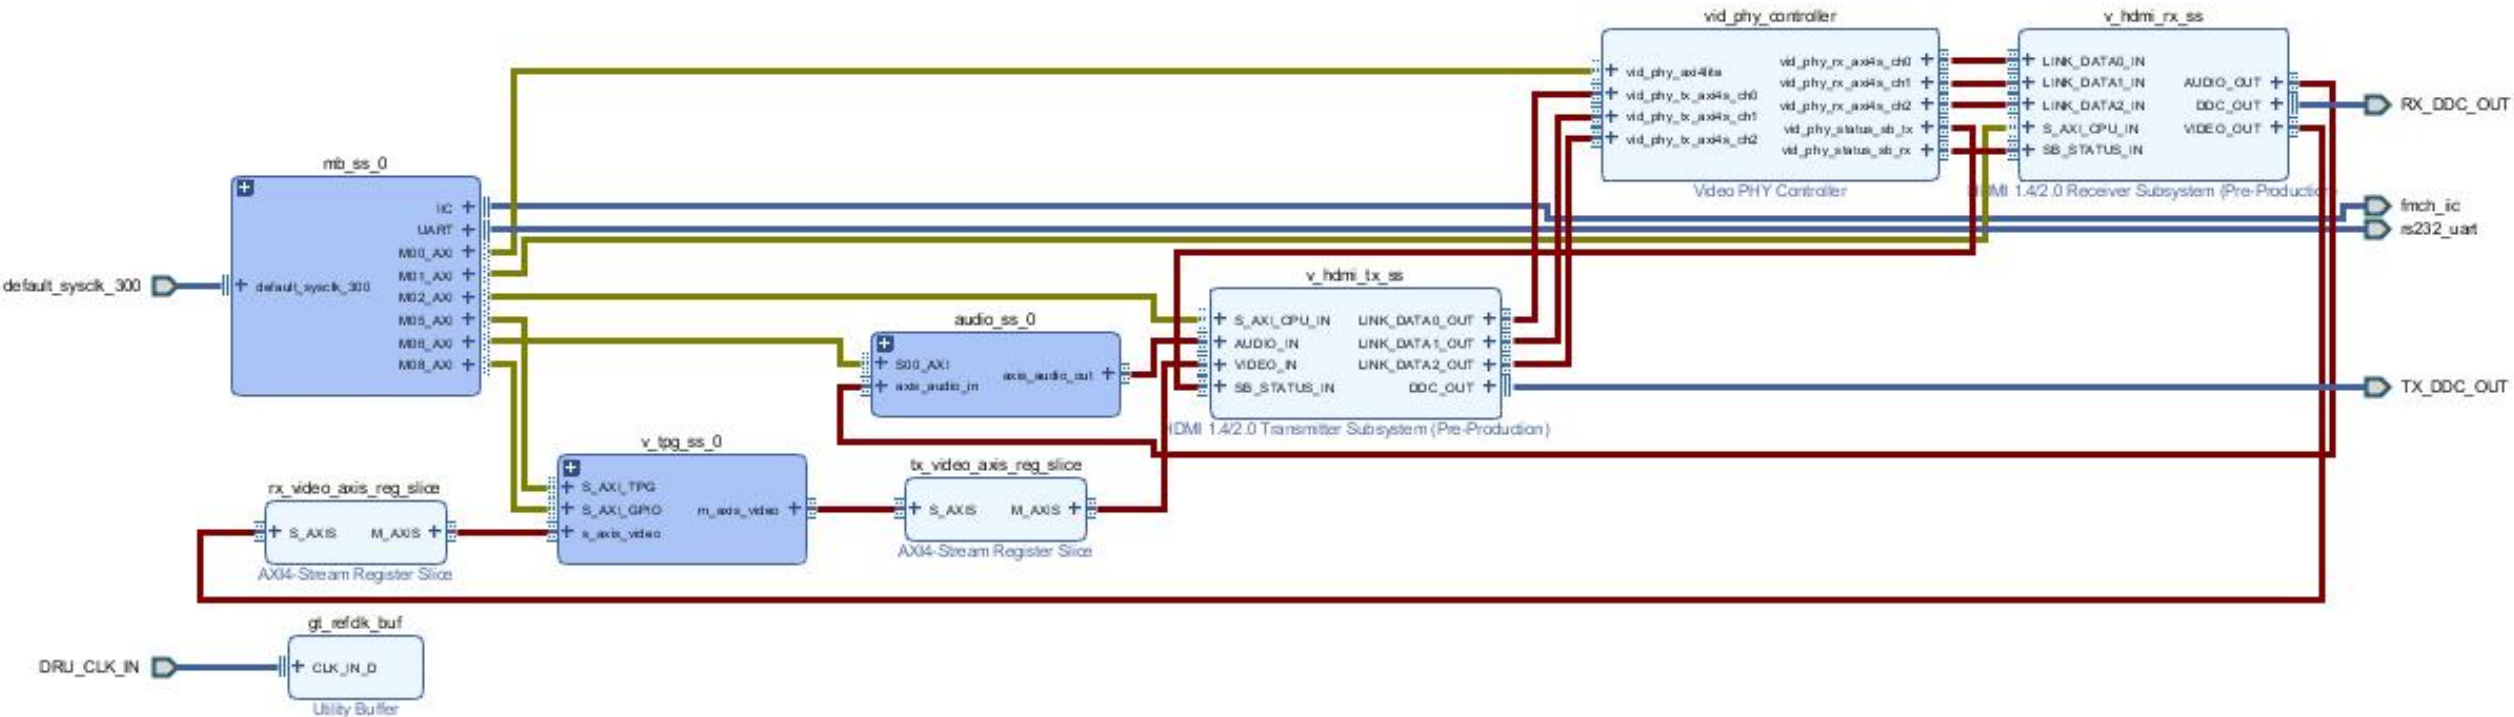 vid_phy_controller
vid_phy_axi4lite
vid_phy_tx_axi4s_ch0
vid_phy_tx_axi4s_ch1
vid_phy_tx_axi4s_ch2
vid_phy_rx_axi4s_ch0
vid_phy_rx_axi4s_ch1
vid_phy_rx_axi4s_ch2
vid_phy_status_sb_tx
vid_phy_status_sb_rx
Video PHY Controller
v_hdmi_rx_ss
LINK_DATA0_IN
LINK_DATA1_IN
LINK_DATA2_IN
S_AXI_CPU_IN
SB_STATUS_IN
AUDIO_OUT
DDC_OUT
VIDEO_OUT
HDMI 1.4/2.0 Receiver Subsystem (Pre-Production)
RX_DDC_OUT
fmch_iic
rs232_uart
TX_DDC_OUT
default_sysclk_300
mb_ss_0
default_sysclk_300
IIC
UART
M00_AXI
M01_AXI
M02_AXI
M05_AXI
M06_AXI
M08_AXI
v_hdmi_tx_ss
S_AXI_CPU_IN
AUDIO_IN
VIDEO_IN
SB_STATUS_IN
LINK_DATA0_OUT
LINK_DATA1_OUT
LINK_DATA2_OUT
DDC_OUT
HDMI 1.4/2.0 Transmitter Subsystem (Pre-Production)
audio_ss_0
S00_AXI
axis_audio_in
axis_audio_out
v_tpg_ss_0
S_AXI_TPG
S_AXI_GPIO
s_axis_video
m_axis_video
tx_video_axis_reg_slice
S_AXIS
M_AXIS
AXI4-Stream Register Slice
rx_video_axis_reg_slice
S_AXIS
M_AXIS
AXI4-Stream Register Slice
gt_refclk_buf
DRU_CLK_IN
CLK_IN_D
Utility Buffer